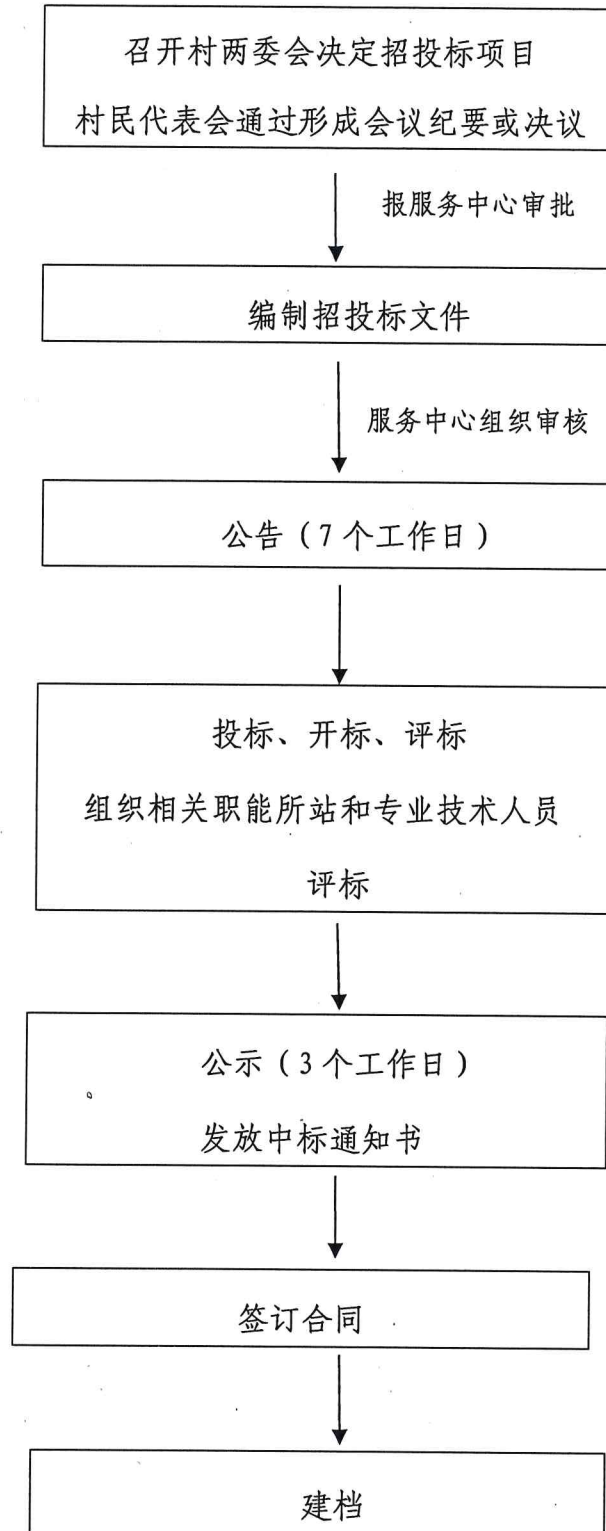 召开村两委会决定招投标项目
村民代表会通过形成会议纪要或决议
报服务中心审批
编制招投标文件
服务中心组织审核
公告（7个工作日）
投标、开标、评标
组织相关职能所站和专业技术人员
评标
公示（3个工作日）
发放中标通知书
签订合同
建档